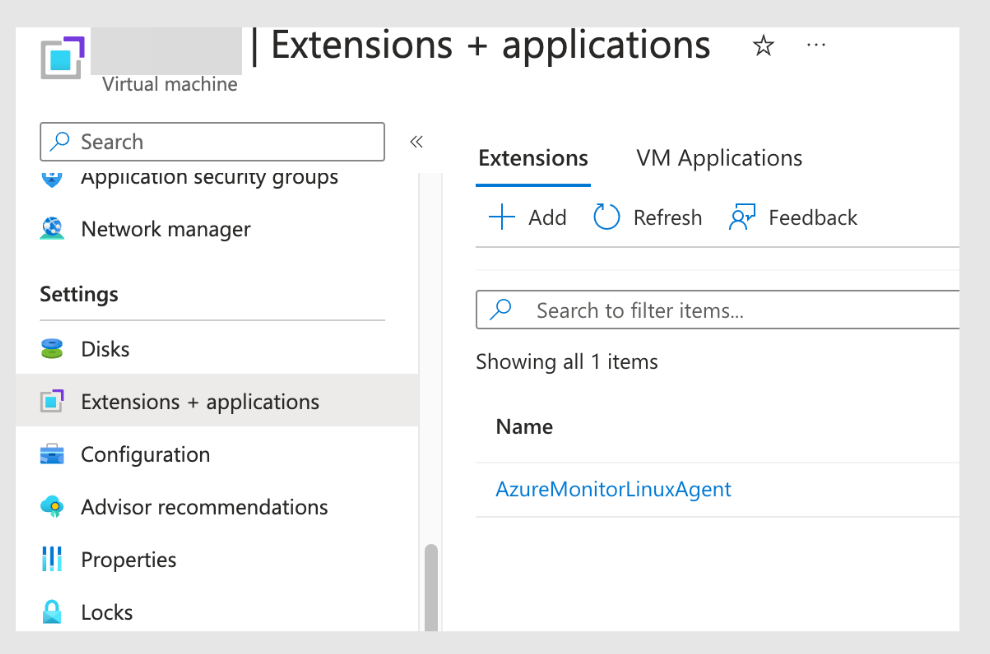 | Extensions + applications
Virtual machine
Search
Application security groups
Network manager
Settings
Disks
Extensions + applications
Configuration
Advisor recommendations
Properties
Locks
Extensions VM Applications
Add Refresh Feedback
Search to filter items...
Showing all 1 items
Name
AzureMonitorLinuxAgent